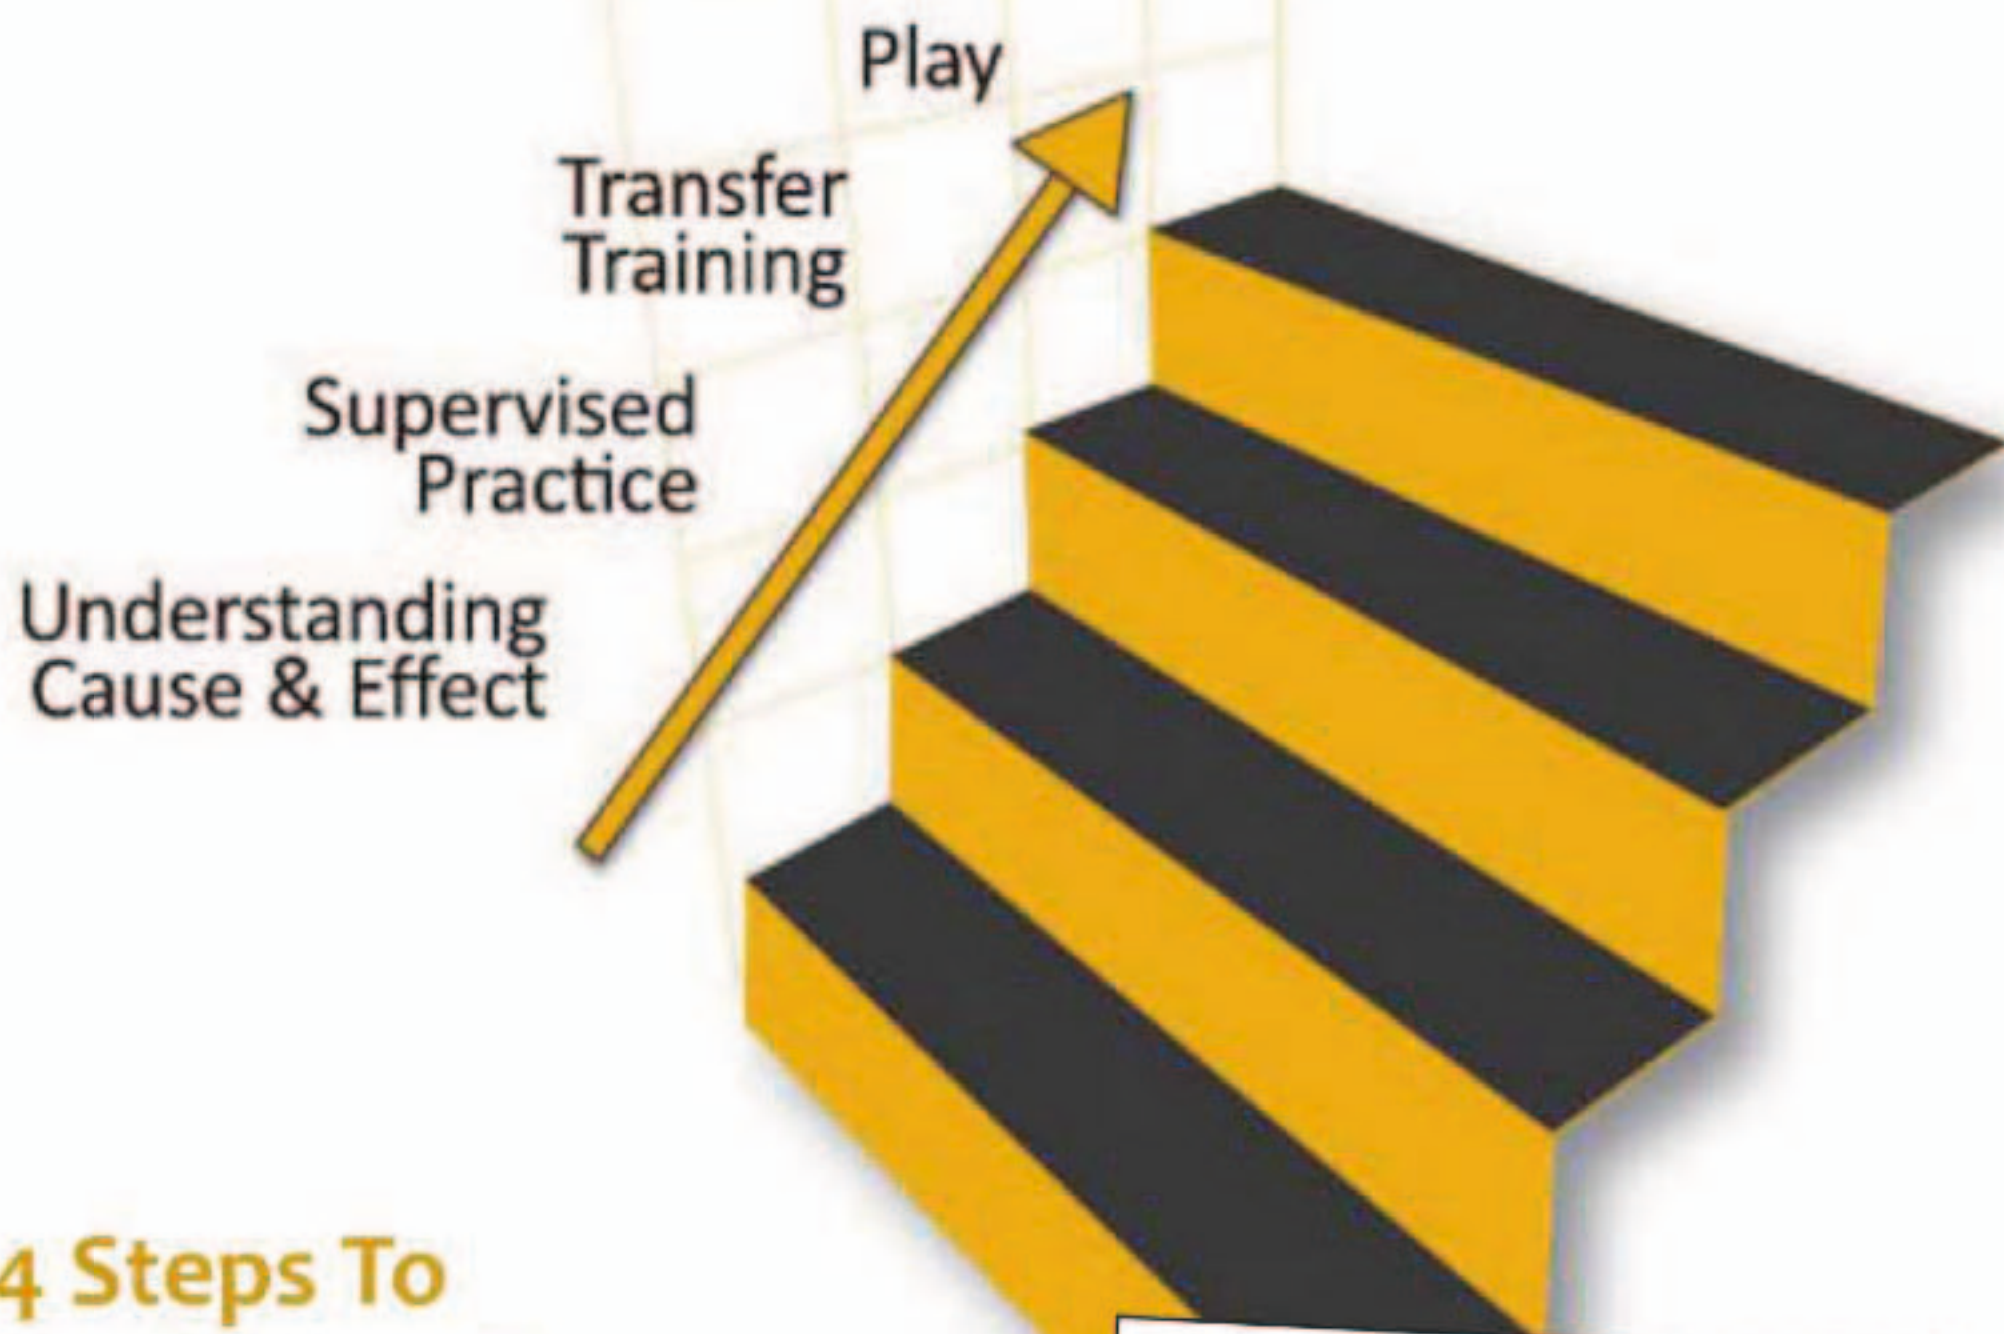 Play
Transfer
Training
Supervised
Practice
Understanding
Cause & Effect
4 Steps To